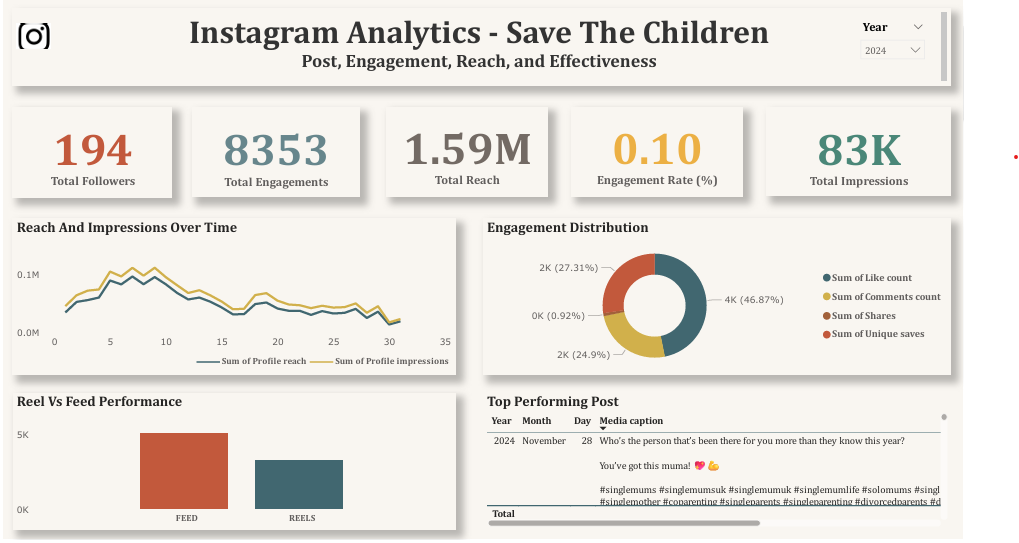 Instagram Analytics - Save The Children
Post, Engagement, Reach, and Effectiveness
Year
2024
194
Total Followers
8353
Total Engagements
1.59M
Total Reach
0.10
Engagement Rate (%)
83K
Total Impressions
Reach And Impressions Over Time
0.1M
0.0M
0 5 10 15 20 25 30 35
Sum of Profile reach Sum of Profile impressions
Engagement Distribution
2K (27.31%)
4K (46.87%)
0K (0.92%)
2K (24.9%)
Sum of Like count
Sum of Comments count
Sum of Shares
Sum of Unique saves
Reel Vs Feed Performance
5K
0K
FEED REELS
Top Performing Post
Year Month Day Media caption
2024 November 28 Who's the person that's been there for you more than they know this year?
You've got this muma! 💖 💪
#singlemums #singlemumsuk #singlemumuk #singlemumlife #solomums #singl
#singlemother #coparenting #singleparents #singleparenting #divorcedparents #d
Total